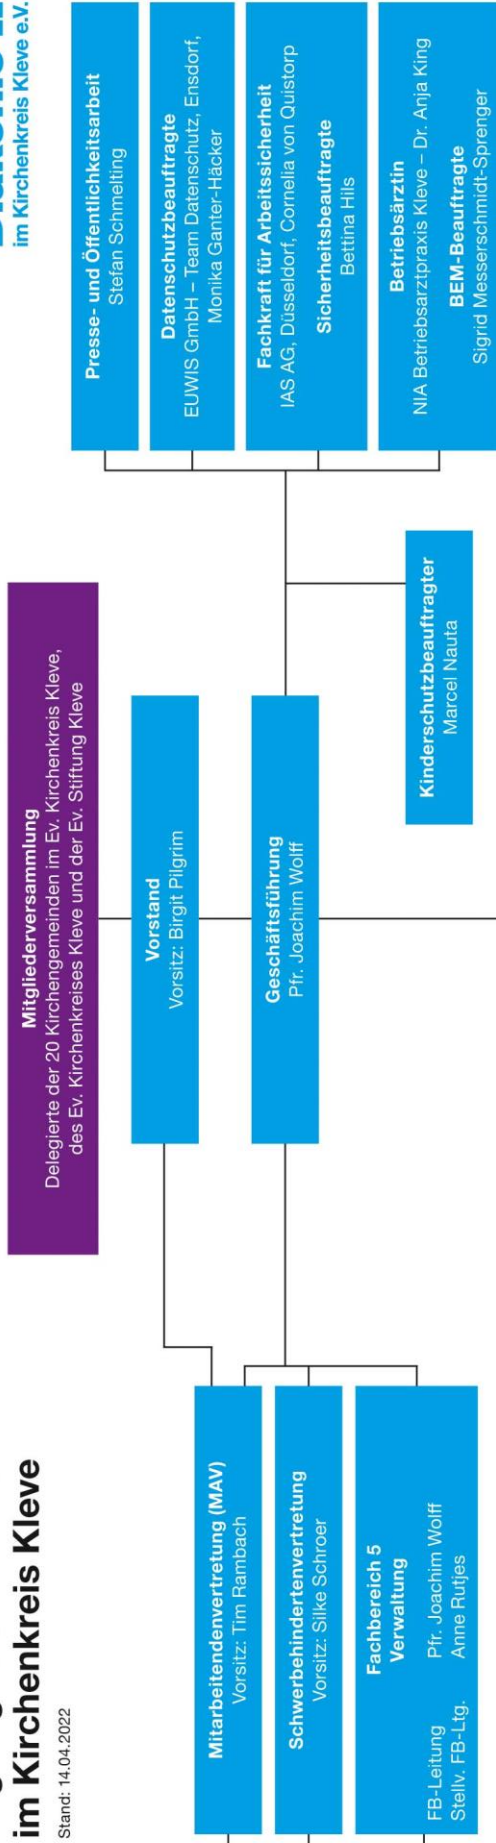 im Kirchenkreis Kleve
Stand: 14.04.2022
im Kirchenkreis Kleve e.V.
Mitgliederversammlung
Delegierte der 20 Kirchengemeinden im Ev. Kirchenkreis Kleve,
des Ev. Kirchenkreises Kleve und der Ev. Stiftung Kleve
Vorstand
Vorsitz: Birgit Pilgrim
Geschäftsführung
Pfr. Joachim Wolff
Mitarbeitendenvertretung (MAV)
Vorsitz: Tim Rambach
Schwerbehindertenvertretung
Vorsitz: Silke Schroer
Fachbereich 5
Verwaltung
FB-Leitung Pfr. Joachim Wolff
Stellv. FB-Ltg. Anne Rutjes
Presse- und Öffentlichkeitsarbeit
Stefan Schmelting
Datenschutzbeauftragte
EUWIS GmbH – Team Datenschutz, Ensdorf,
Monika Ganter-Häcker
Fachkraft für Arbeitssicherheit
IAS AG, Düsseldorf, Cornelia von Quistorp
Sicherheitsbeauftragte
Bettina Hils
Betriebsärztin
NIA Betriebsarztpraxis Kleve – Dr. Anja King
BEM-Beauftragte
Sigrid Messerschmidt-Sprenger
Kinderschutzbeauftragter
Marcel Nauta